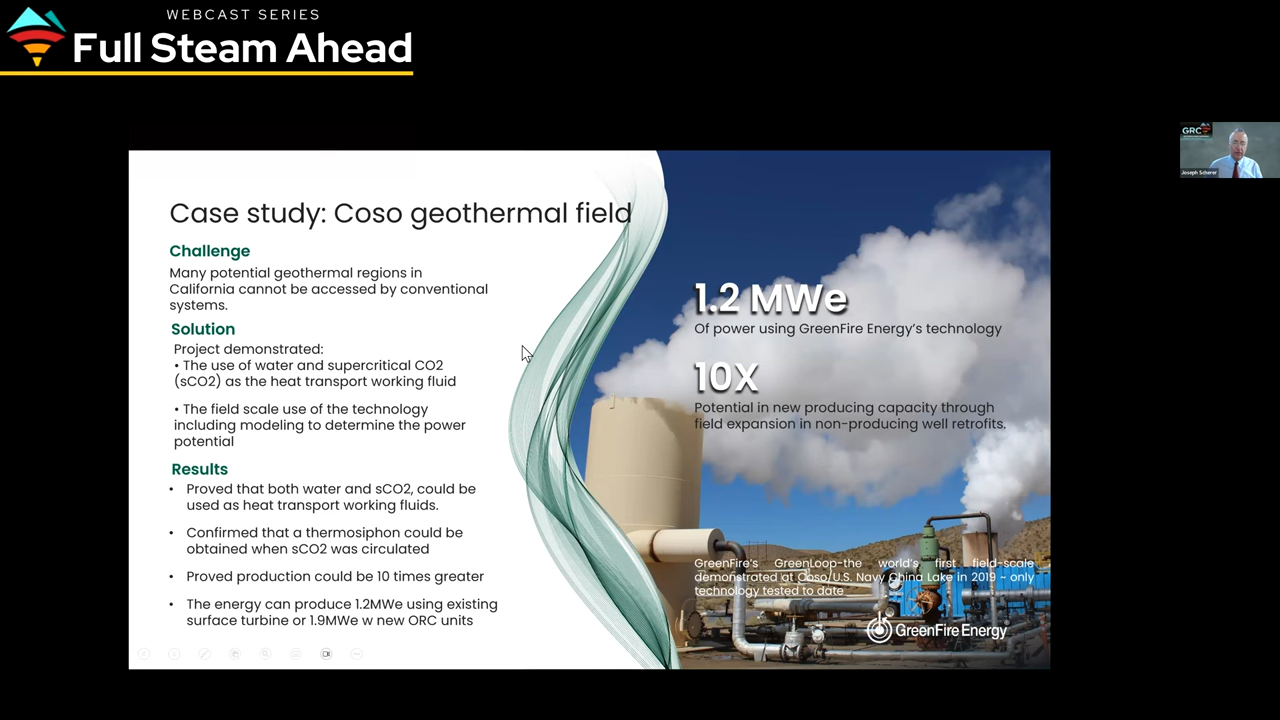 WEBCAST SERIES
Full Steam Ahead
GRC
Joseph Scherer
Case study: Coso geothermal field
Challenge
Many potential geothermal regions in
California cannot be accessed by conventional
systems.
Solution
Project demonstrated:
• The use of water and supercritical CO2
(sCO2) as the heat transport working fluid
• The field scale use of the technology
including modeling to determine the power
potential
Results
• Proved that both water and sCO2, could be
used as heat transport working fluids.
• Confirmed that a thermosiphon could be
obtained when sCO2 was circulated
• Proved production could be 10 times greater
• The energy can produce 1.2MWe using existing
surface turbine or 1.9MWe w new ORC units
1.2 MWe
Of power using GreenFire Energy’s technology
10X
Potential in new producing capacity through
field expansion in non-producing well retrofits.
GreenFire’s GreenLoop-the world’s first field-scale
demonstrated at Coso/U.S. Navy China Lake in 2019 ~ only
technology tested to date
GreenFire Energy